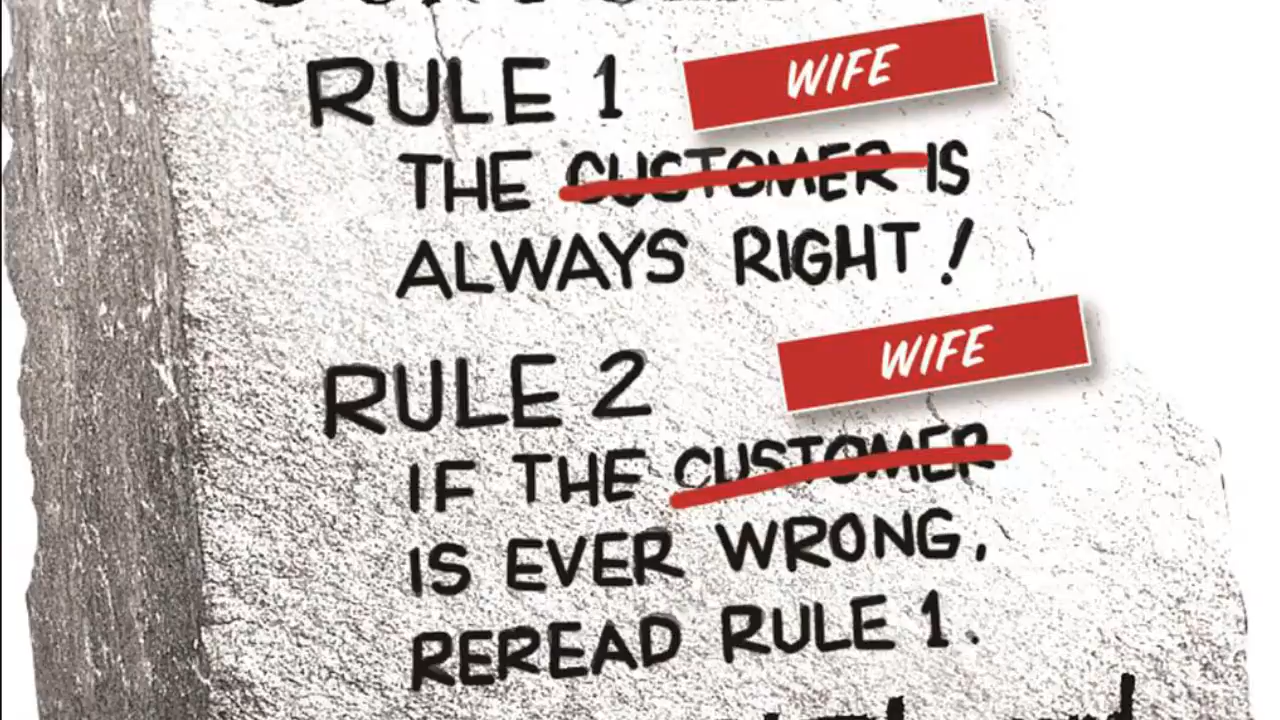 RULE 1 WIFE
THE CUSTOMER IS
ALWAYS RIGHT!
WIFE
RULE 2
IF THE CUSTOMER
IS EVER WRONG,
REREAD RULE 1.